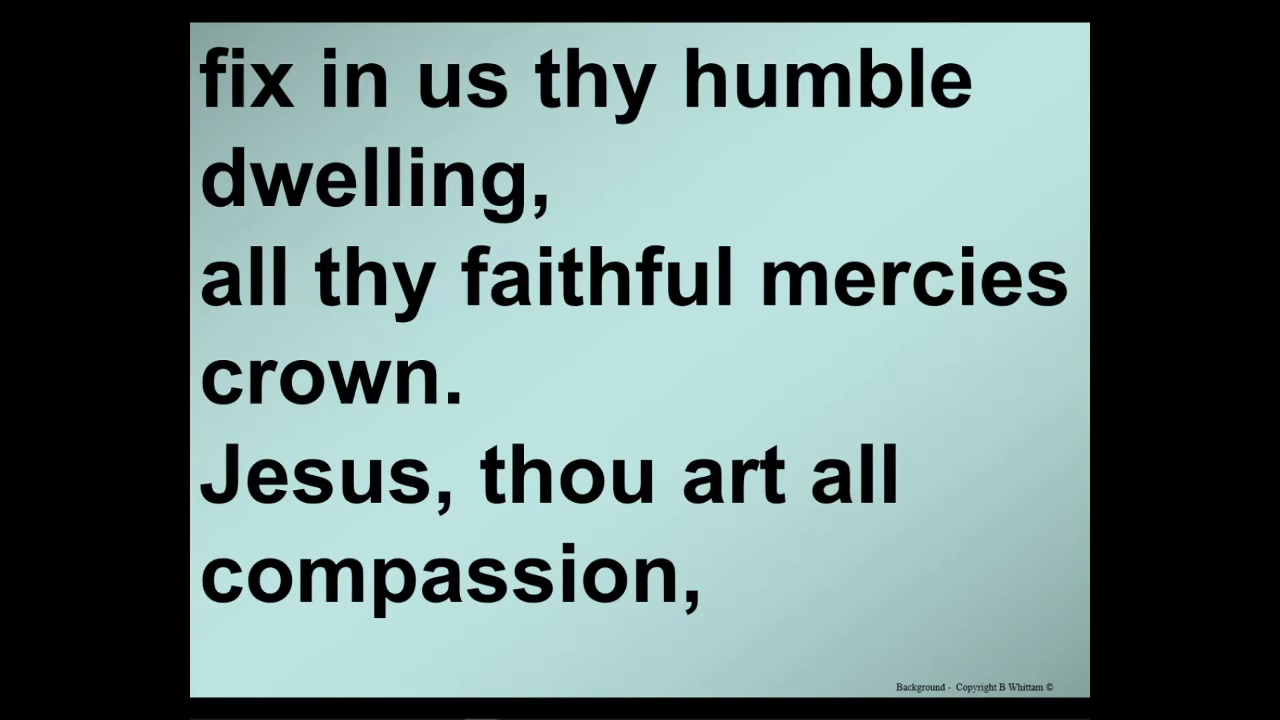 fix in us thy humble
dwelling,
all thy faithful mercies
crown.
Jesus, thou art all
compassion,
Background - Copyright B Whittam ©